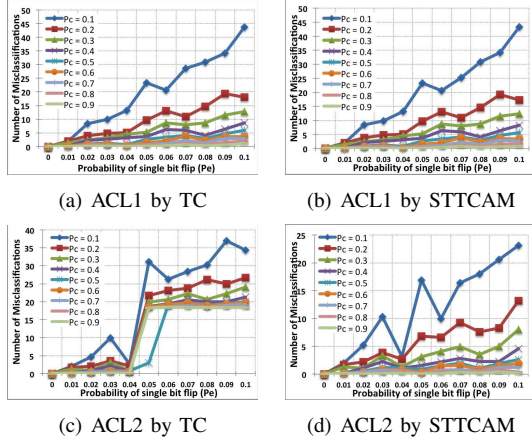 50
45
40
35
30
25
20
15
10
5
0
Number of Misclassifications
Pc = 0.1
Pc = 0.2
Pc = 0.3
Pc = 0.4
Pc = 0.5
Pc = 0.6
Pc = 0.7
Pc = 0.8
Pc = 0.9
0 0.01 0.02 0.03 0.04 0.05 0.06 0.07 0.08 0.09 0.1
Probability of single bit flip (Pe)
(a) ACL1 by TC
50
45
40
35
30
25
20
15
10
5
0
Number of Misclassifications
Pc = 0.1
Pc = 0.2
Pc = 0.3
Pc = 0.4
Pc = 0.5
Pc = 0.6
Pc = 0.7
Pc = 0.8
Pc = 0.9
0 0.01 0.02 0.03 0.04 0.05 0.06 0.07 0.08 0.09 0.1
Probability of single bit flip (Pe)
(b) ACL1 by STTCAM
40
35
30
25
20
15
10
5
0
Number of Misclassifications
Pc = 0.1
Pc = 0.2
Pc = 0.3
Pc = 0.4
Pc = 0.5
Pc = 0.6
Pc = 0.7
Pc = 0.8
Pc = 0.9
0 0.01 0.02 0.03 0.04 0.05 0.06 0.07 0.08 0.09 0.1
Probability of single bit flip (Pe)
(c) ACL2 by TC
25
20
15
10
5
0
Number of Misclassifications
Pc = 0.1
Pc = 0.2
Pc = 0.3
Pc = 0.4
Pc = 0.5
Pc = 0.6
Pc = 0.7
Pc = 0.8
Pc = 0.9
0 0.01 0.02 0.03 0.04 0.05 0.06 0.07 0.08 0.09 0.1
Probability of single bit flip (Pe)
(d) ACL2 by STTCAM